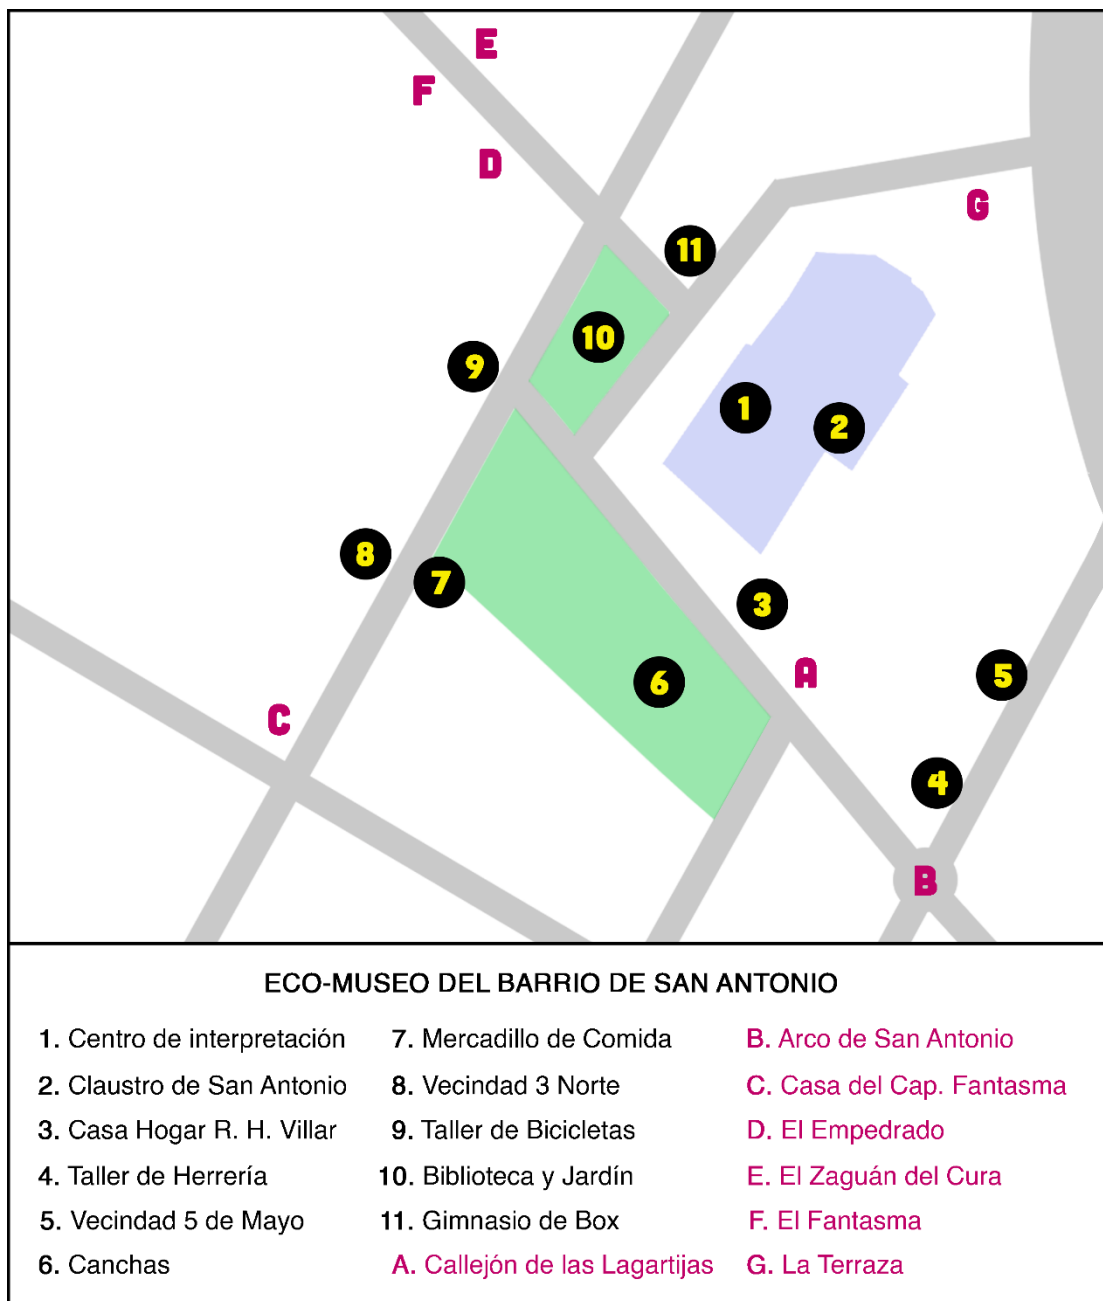 E
F
D
G
11
10
9
1
2
8
7
3
6
A
5
C
4
B
ECO-MUSEO DEL BARRIO DE SAN ANTONIO
1. Centro de interpretación
2. Claustro de San Antonio
3. Casa Hogar R. H. Villar
4. Taller de Herrería
5. Vecindad 5 de Mayo
6. Canchas
7. Mercadillo de Comida
8. Vecindad 3 Norte
9. Taller de Bicicletas
10. Biblioteca y Jardín
11. Gimnasio de Box
A. Callejón de las Lagartijas
B. Arco de San Antonio
C. Casa del Cap. Fantasma
D. El Empedrado
E. El Zaguán del Cura
F. El Fantasma
G. La Terraza